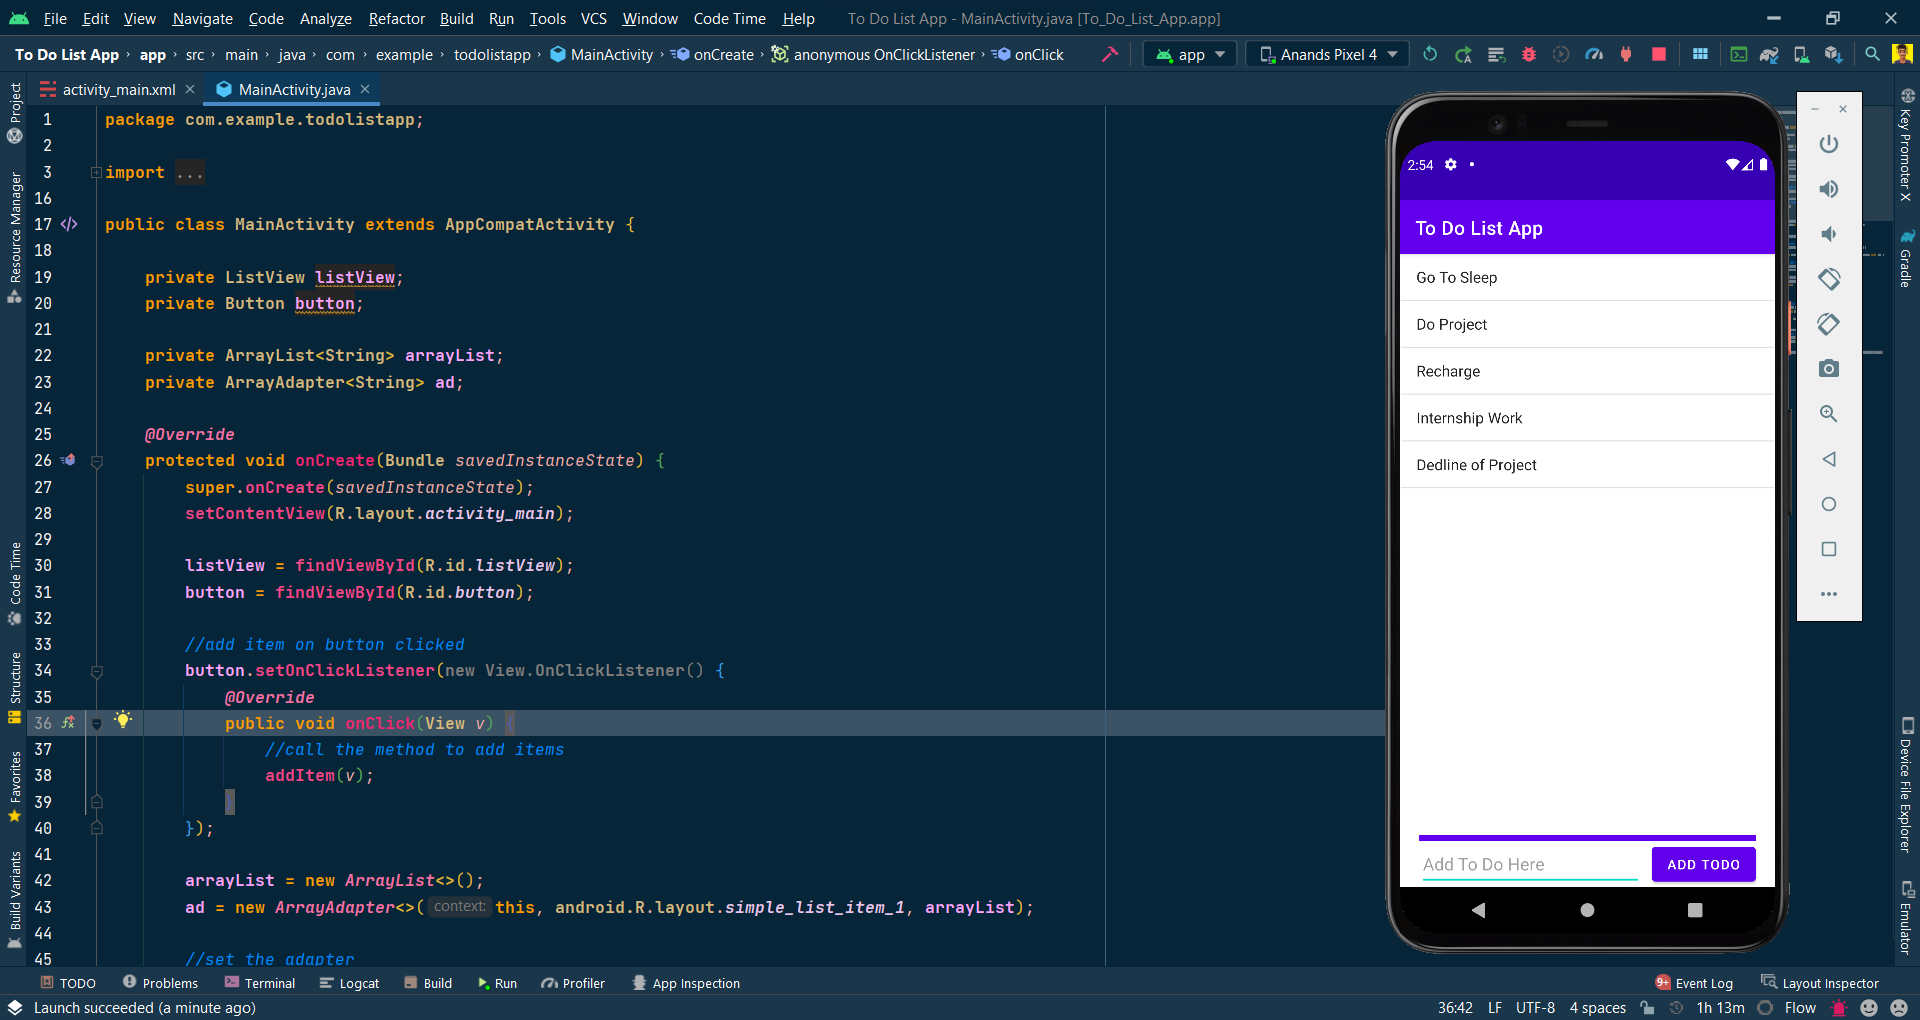 File Edit View Navigate Code Analyze Refactor Build Run Tools VCS Window Code Time Help To Do List App - MainActivity.java [To_Do_List_App.app]
To Do List App › app › src › main › java › com › example › todolistapp › MainActivity › onCreate › anonymous OnClickListener › onClick app Anands Pixel 4
activity_main.xml MainActivity.java
Project
Resource Manager
Code Time
Structure
Favorites
Build Variants
1 package com.example.todolistapp;
2
3 import ...
16
17 public class MainActivity extends AppCompatActivity {
18
19 private ListView listView;
20 private Button button;
21
22 private ArrayList<String> arrayList;
23 private ArrayAdapter<String> ad;
24
25 @Override
26 protected void onCreate(Bundle savedInstanceState) {
27 super.onCreate(savedInstanceState);
28 setContentView(R.layout.activity_main);
29
30 listView = findViewById(R.id.listView);
31 button = findViewById(R.id.button);
32
33 //add item on button clicked
34 button.setOnClickListener(new View.OnClickListener() {
35 @Override
36 public void onClick(View v) {
37 //call the method to add items
38 addItem(v);
39 }
40 });
41
42 arrayList = new ArrayList<>();
43 ad = new ArrayAdapter<>( context: this, android.R.layout.simple_list_item_1, arrayList);
44
45 //set the adapter
2:54
To Do List App
Go To Sleep
Do Project
Recharge
Internship Work
Dedline of Project
Add To Do Here ADD TODO
Key Promoter X
Gradle
Device File Explorer
Emulator
TODO Problems Terminal Logcat Build Run Profiler App Inspection 9+ Event Log Layout Inspector
Launch succeeded (a minute ago) 36:42 LF UTF-8 4 spaces 1h 13m Flow